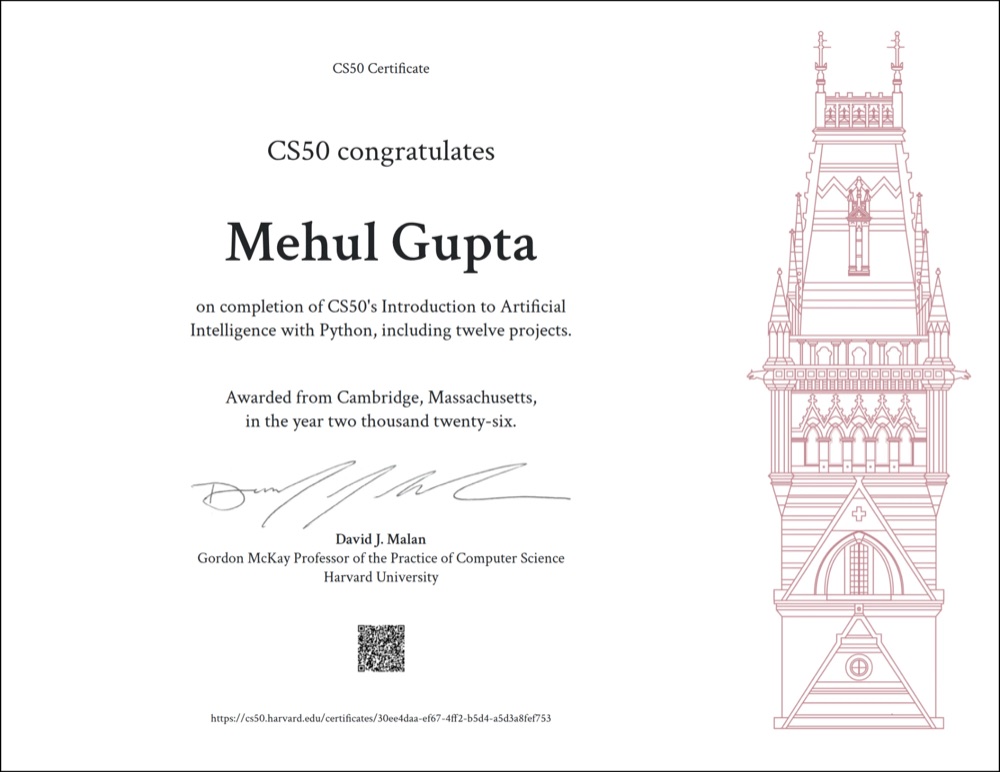 CS50 Certificate
CS50 congratulates
Mehul Gupta
on completion of CS50's Introduction to Artificial
Intelligence with Python, including twelve projects.
Awarded from Cambridge, Massachusetts,
in the year two thousand twenty-six.
David J. Malan
Gordon McKay Professor of the Practice of Computer Science
Harvard University
https://cs50.harvard.edu/certificates/30ee4daa-ef67-4ff2-b5d4-a5d3a8fef753